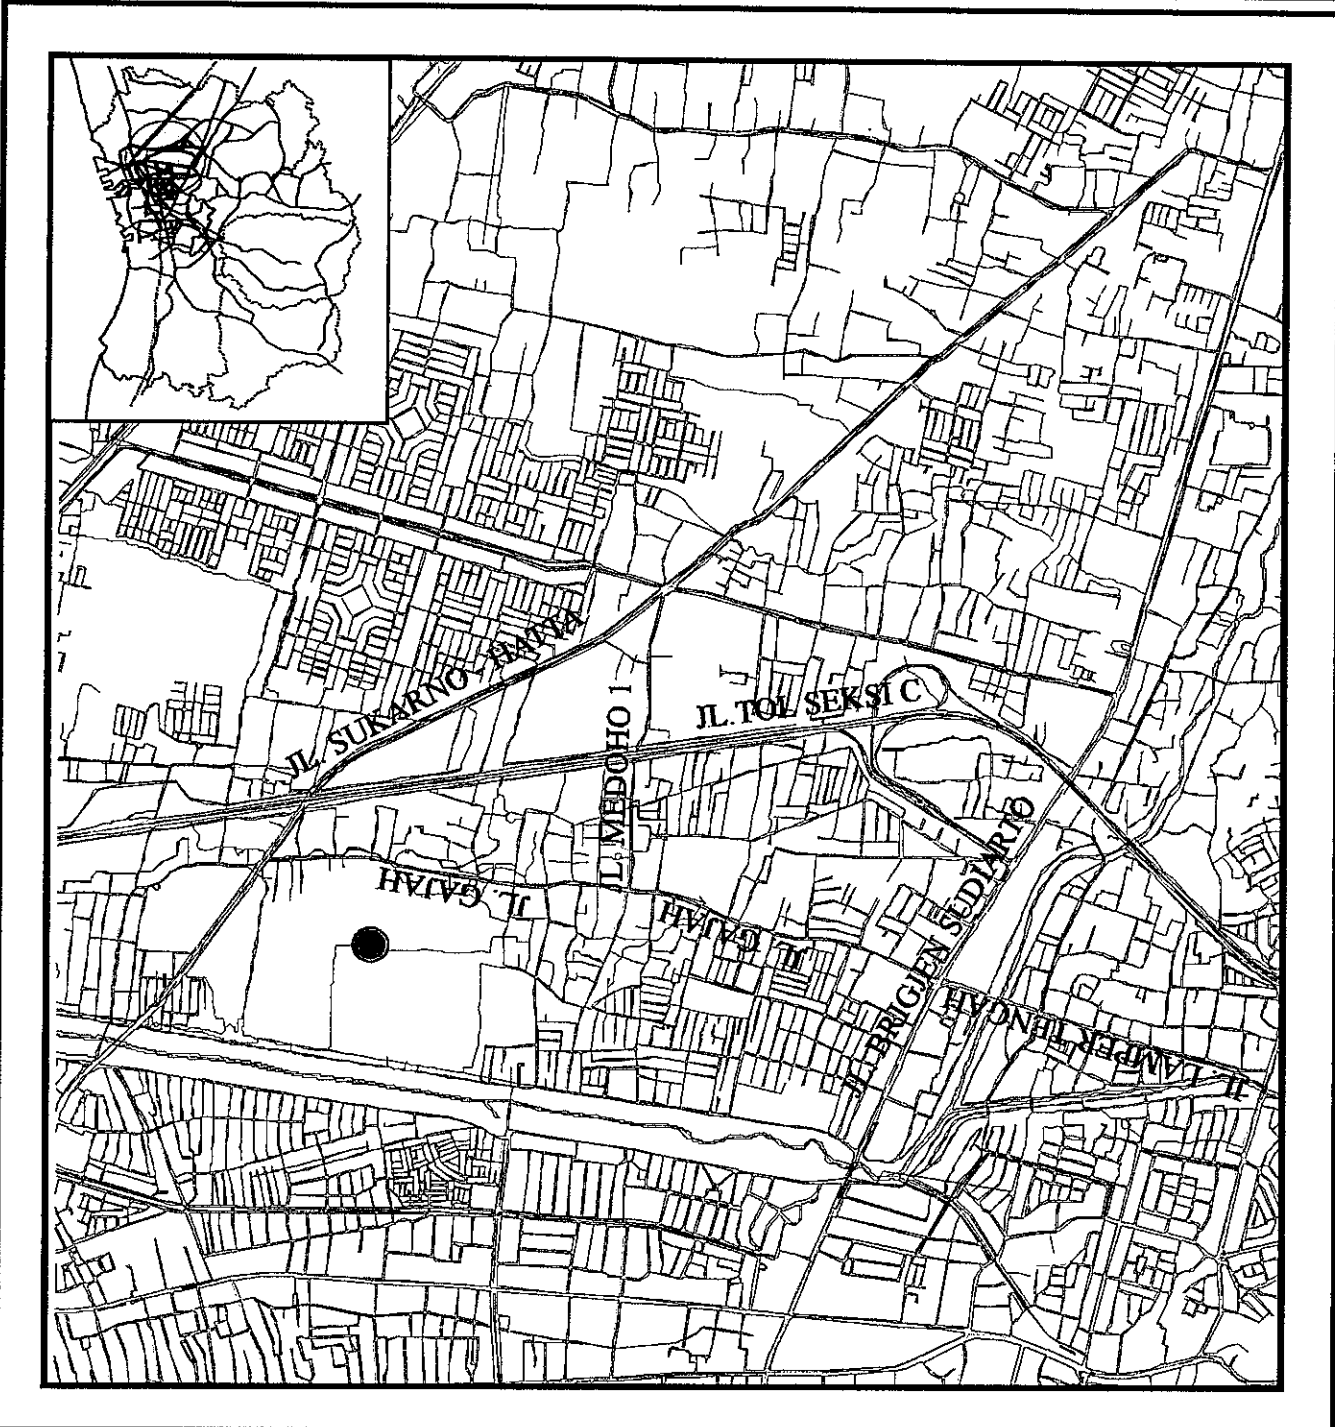 JL. SUKARNO - HATTA
JL. TOL SEKSI C
JL. MEDOHO 1
JL. GAJAH
JL. GAJAH
JL. BRIGJEN SUDIARTO
JL. LAMPER TENGAH